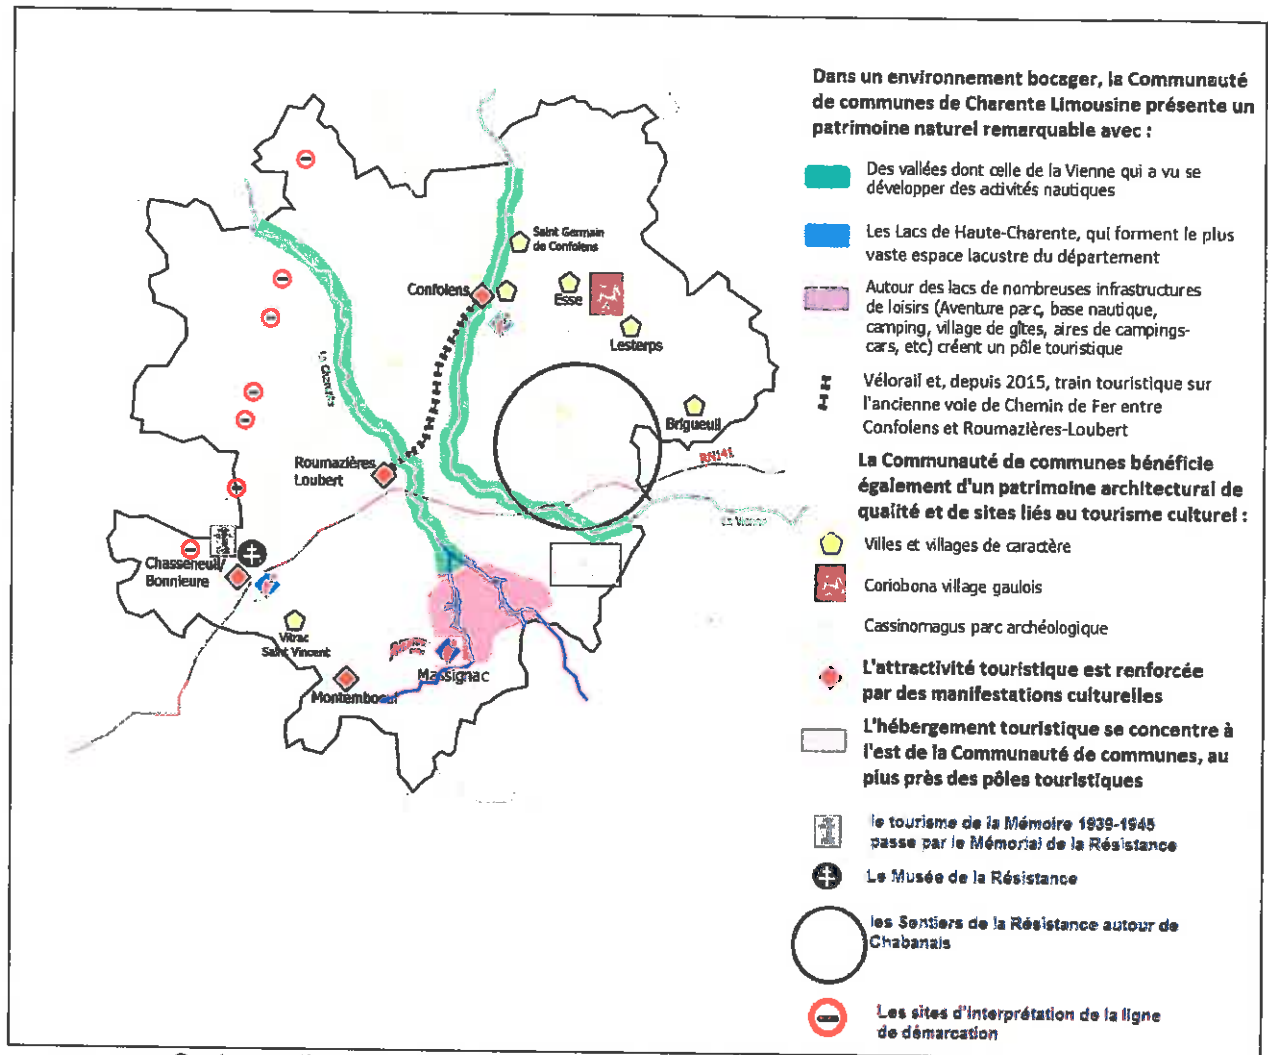 Dans un environnement bocager, la Communauté
de communes de Charente Limousine présente un
patrimoine naturel remarquable avec :
Des vallées dont celle de la Vienne qui a vu se
développer des activités nautiques
Les Lacs de Haute-Charente, qui forment le plus
vaste espace lacustre du département
Autour des lacs de nombreuses infrastructures
de loisirs (Aventure parc, base nautique,
camping, village de gîtes, aires de campings-
cars, etc) créent un pôle touristique
Vélorail et, depuis 2015, train touristique sur
l'ancienne voie de Chemin de Fer entre
Confolens et Roumazières-Loubert
La Communauté de communes bénéficie
également d'un patrimoine architectural de
qualité et de sites liés au tourisme culturel :
Villes et villages de caractère
Coriobona village gaulois
Cassinomagus parc archéologique
L'attractivité touristique est renforcée
par des manifestations culturelles
L'hébergement touristique se concentre à
l'est de la Communauté de communes, au
plus près des pôles touristiques
le tourisme de la Mémoire 1939-1945
passe par le Mémorial de la Résistance
Le Musée de la Résistance
les Sentiers de la Résistance autour de
Chabanais
Les sites d'interprétation de la ligne
de démarcation
Saint Germain
de Confolens
Confolens
Esse
Lesterps
La Charente
Brigueuil
Roumazières
Loubert
RN141
La Vienne
Chasseneuil
Bonnieure
Vitrac
Saint Vincent
Massignac
Montemboeuf